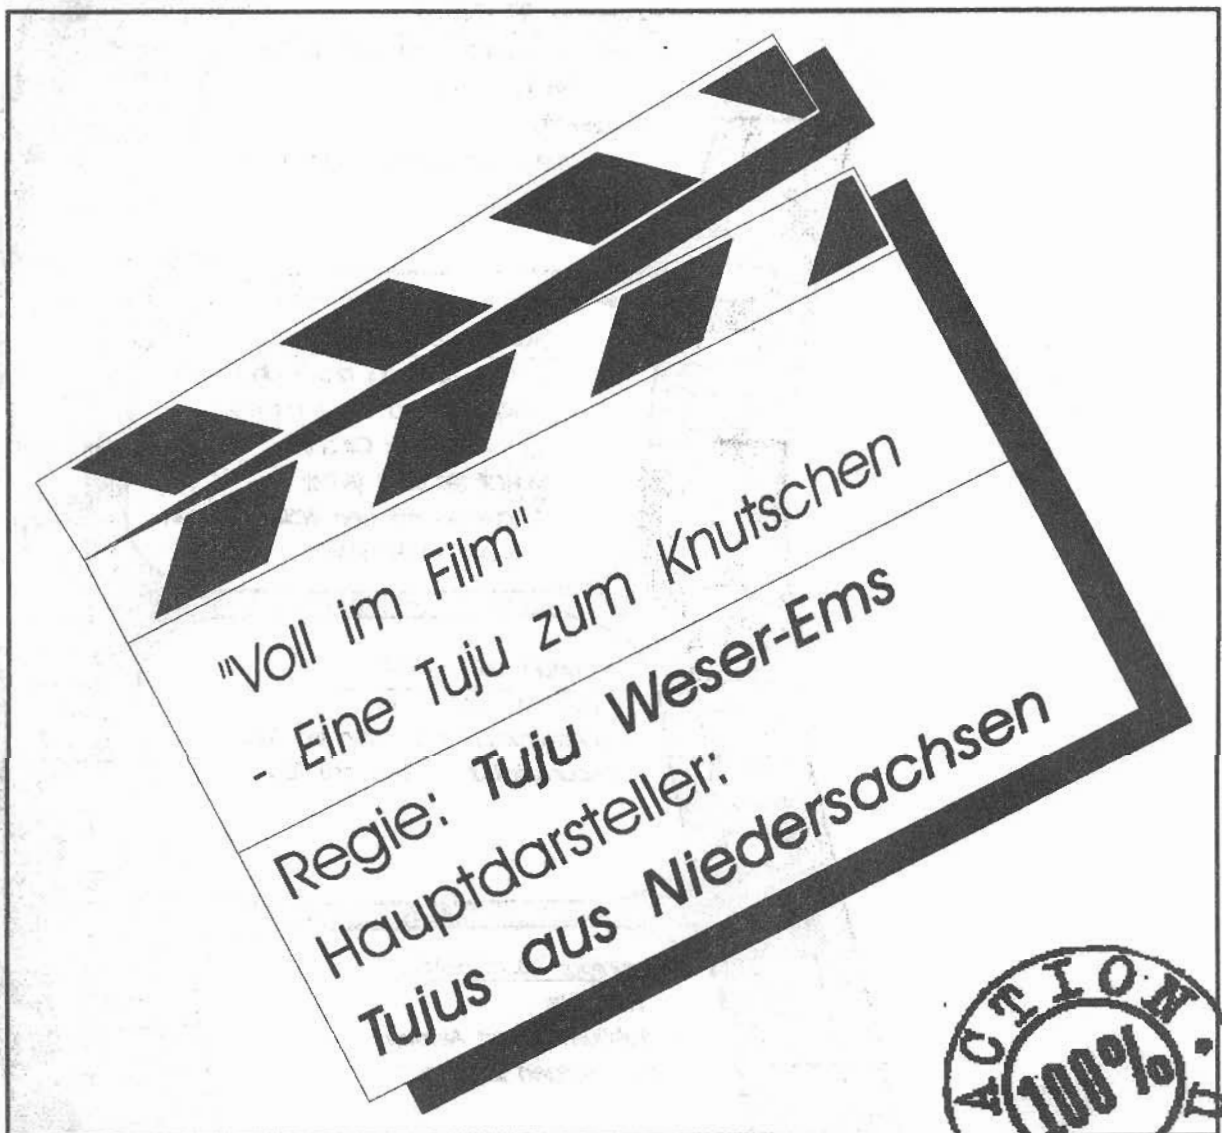 "Voll im Film"
- Eine Tuju zum Knutschen
Regie: Tuju Weser-Ems
Hauptdarsteller:
Tujus aus Niedersachsen
ACTION
100%